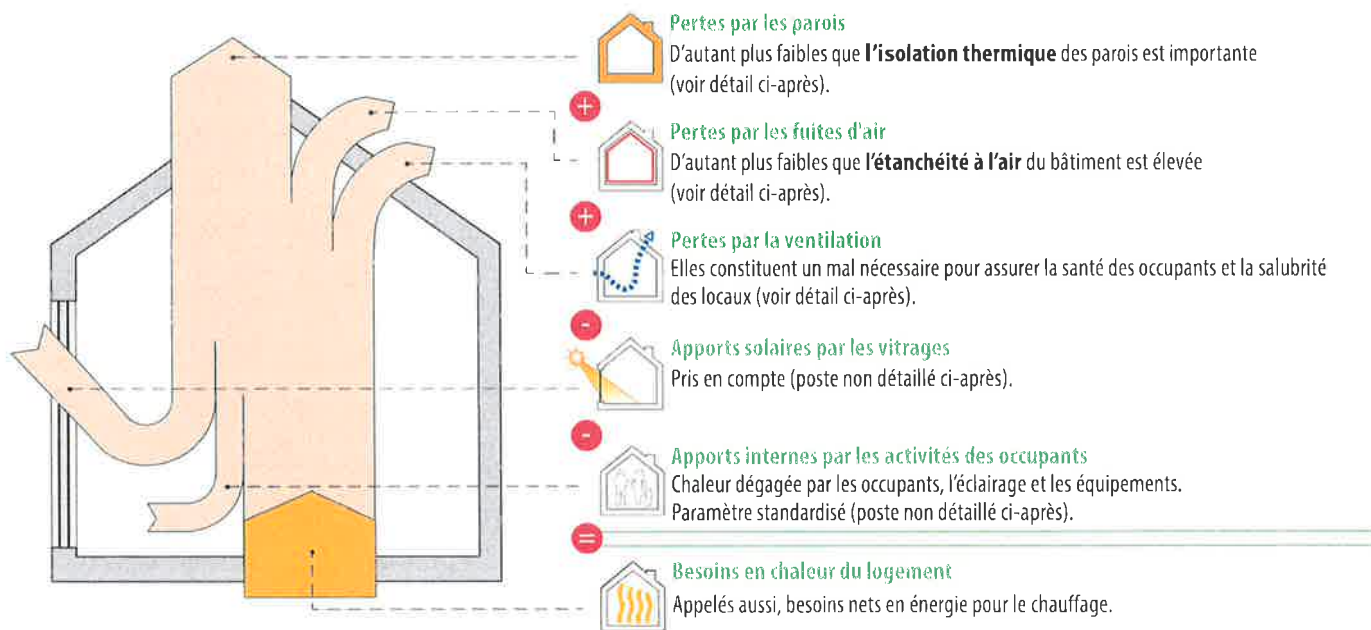 Pertes par les parois
D'autant plus faibles que l'isolation thermique des parois est importante
(voir détail ci-après).
+
Pertes par les fuites d'air
D'autant plus faibles que l'étanchéité à l'air du bâtiment est élevée
(voir détail ci-après).
+
Pertes par la ventilation
Elles constituent un mal nécessaire pour assurer la santé des occupants et la salubrité
des locaux (voir détail ci-après).
-
Apports solaires par les vitrages
Pris en compte (poste non détaillé ci-après).
-
Apports internes par les activités des occupants
Chaleur dégagée par les occupants, l'éclairage et les équipements.
Paramètre standardisé (poste non détaillé ci-après).
=
Besoins en chaleur du logement
Appelés aussi, besoins nets en énergie pour le chauffage.